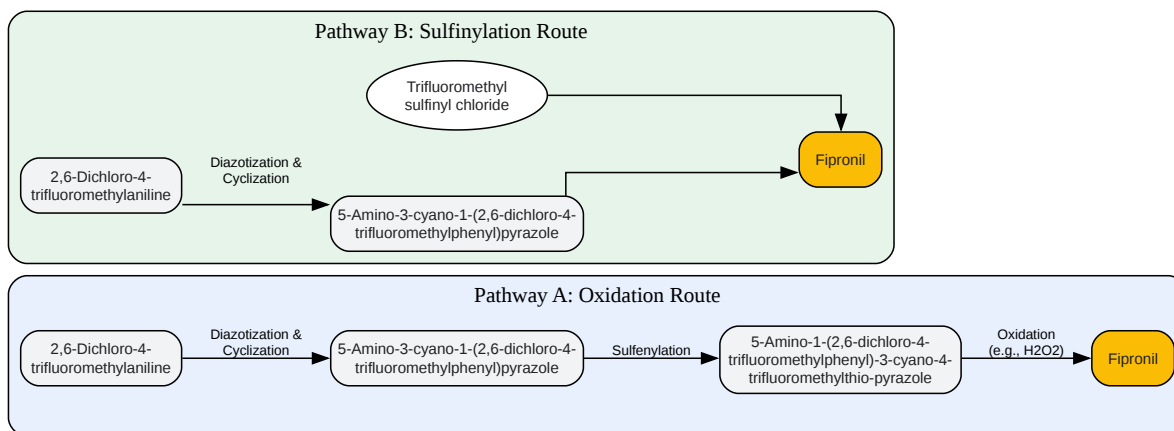 Pathway B: Sulfinylation Route
Trifluoromethyl
sulfinyl chloride
2,6-Dichloro-4-
trifluoromethylaniline
Diazotization &
Cyclization
5-Amino-3-cyano-1-(2,6-dichloro-4-
trifluoromethylphenyl)pyrazole
Fipronil
Pathway A: Oxidation Route
2,6-Dichloro-4-
trifluoromethylaniline
Diazotization &
Cyclization
5-Amino-3-cyano-1-(2,6-dichloro-4-
trifluoromethylphenyl)pyrazole
Sulfenylation
5-Amino-1-(2,6-dichloro-4-
trifluoromethylphenyl)-3-cyano-4-
trifluoromethylthio-pyrazole
Oxidation
(e.g., H2O2)
Fipronil